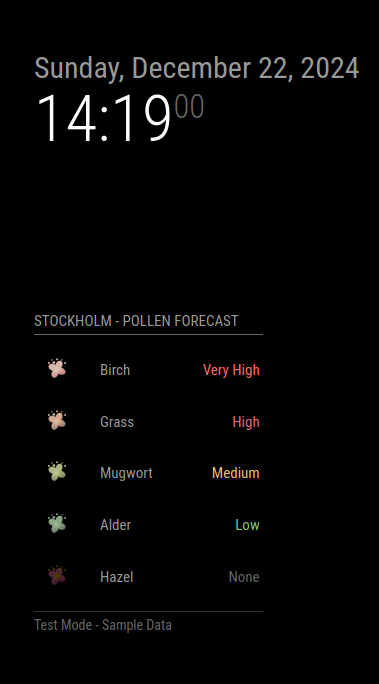 Sunday, December 22, 2024
14:19 00
STOCKHOLM - POLLEN FORECAST
Birch Very High
Grass High
Mugwort Medium
Alder Low
Hazel None
Test Mode - Sample Data